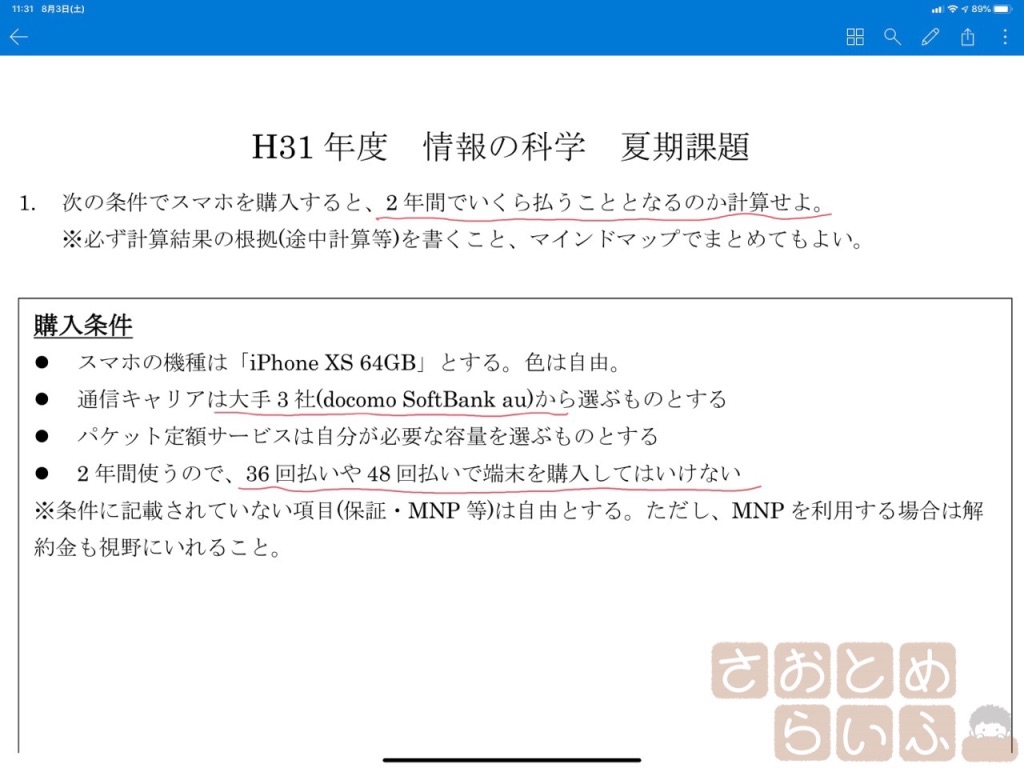 11:31 8月3日(土)
89%
H31 年度 情報の科学 夏期課題
1. 次の条件でスマホを購入すると、2 年間でいくら払うこととなるのか計算せよ。
※必ず計算結果の根拠(途中計算等)を書くこと、マインドマップでまとめてもよい。
購入条件
● スマホの機種は「iPhone XS 64GB」とする。色は自由。
● 通信キャリアは大手 3 社(docomo SoftBank au)から選ぶものとする
● パケット定額サービスは自分が必要な容量を選ぶものとする
● 2 年間使うので、36 回払いや 48 回払いで端末を購入してはいけない
※条件に記載されていない項目(保証・MNP 等)は自由とする。ただし、MNP を利用する場合は解
約金も視野にいれること。
さおとめ
らいふ